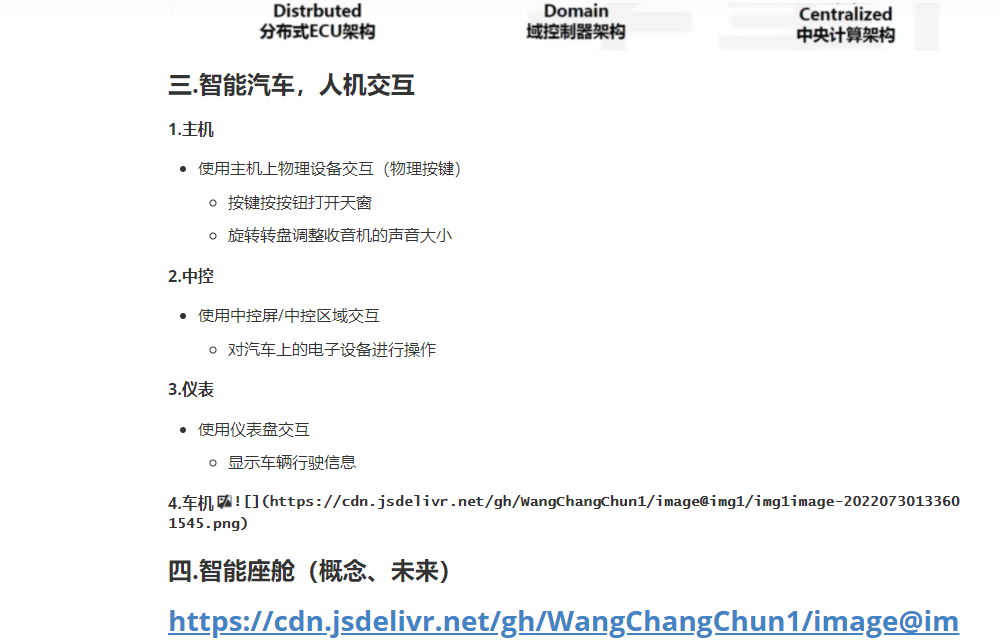 Distrbuted
分布式ECU架构
Domain
域控制器架构
Centralized
中央计算架构
三.智能汽车，人机交互
1.主机
使用主机上物理设备交互（物理按键）
按键按按钮打开天窗
旋转转盘调整收音机的声音大小
2.中控
使用中控屏/中控区域交互
对汽车上的电子设备进行操作
3.仪表
使用仪表盘交互
显示车辆行驶信息
4.车机![](https://cdn.jsdelivr.net/gh/WangChangChun1/image@img1/img1image-2022073013360
1545.png)
四.智能座舱（概念、未来）
https://cdn.jsdelivr.net/gh/WangChangChun1/image@im